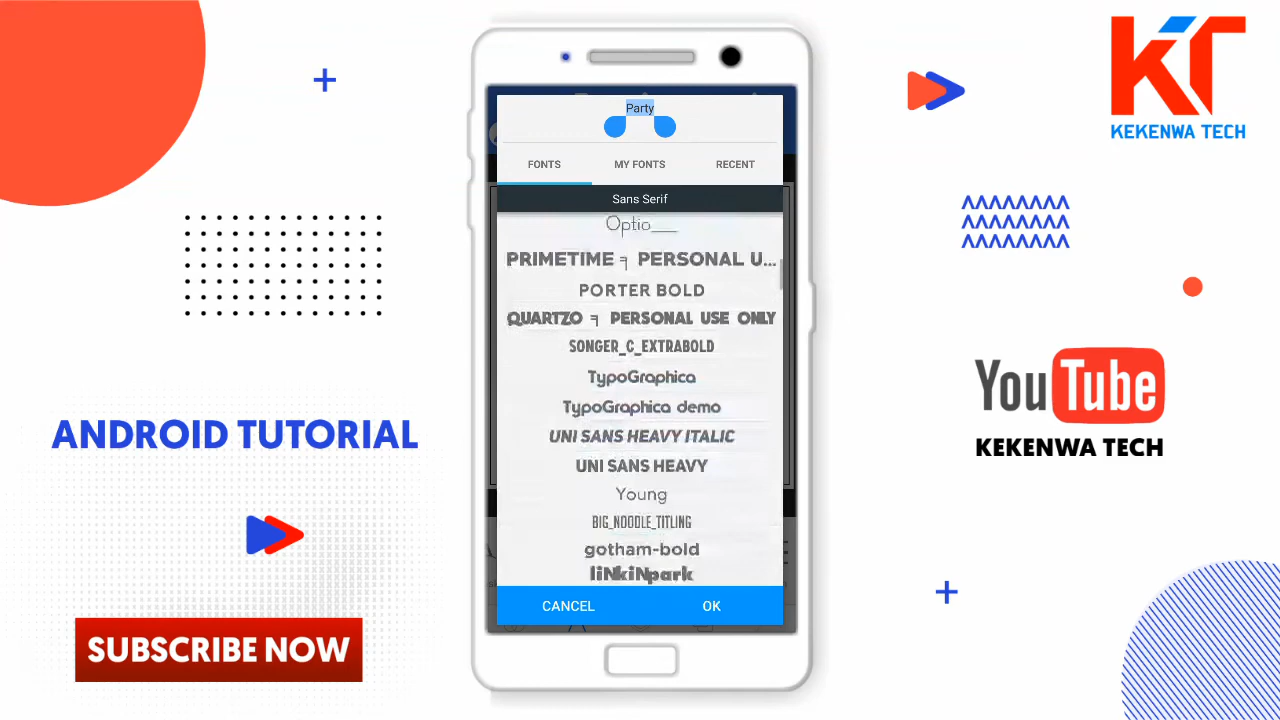 KT
KEKENWA TECH
Party
FONTS
MY FONTS
RECENT
Sans Serif
Optio___
PRIMETIME ╕ PERSONAL U...
PORTER BOLD
QUARTZO ╕ PERSONAL USE ONLY
SONGER_C_EXTRABOLD
TypoGraphica
TypoGraphica demo
UNI SANS HEAVY ITALIC
UNI SANS HEAVY
Young
BIG_NOODLE_TITLING
gotham-bold
liNkiNpark
CANCEL
OK
ANDROID TUTORIAL
SUBSCRIBE NOW
YouTube
KEKENWA TECH